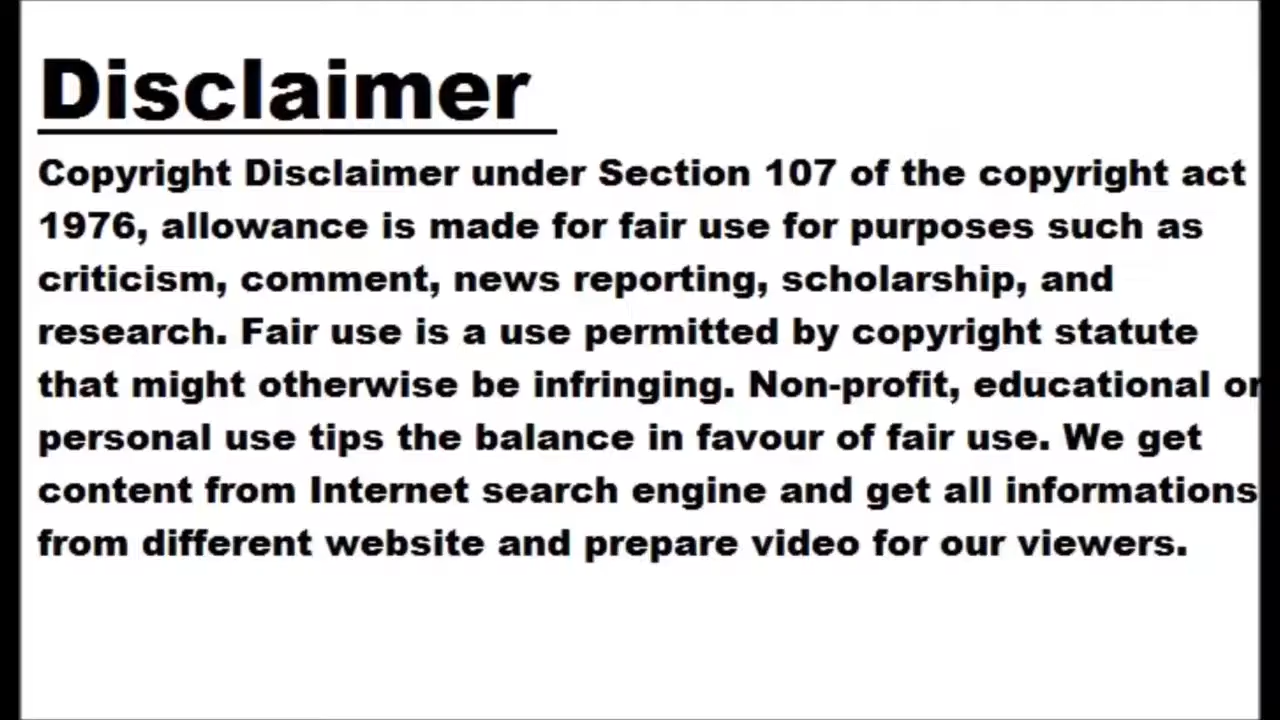 Disclaimer
Copyright Disclaimer under Section 107 of the copyright act
1976, allowance is made for fair use for purposes such as
criticism, comment, news reporting, scholarship, and
research. Fair use is a use permitted by copyright statute
that might otherwise be infringing. Non-profit, educational or
personal use tips the balance in favour of fair use. We get
content from Internet search engine and get all informations
from different website and prepare video for our viewers.